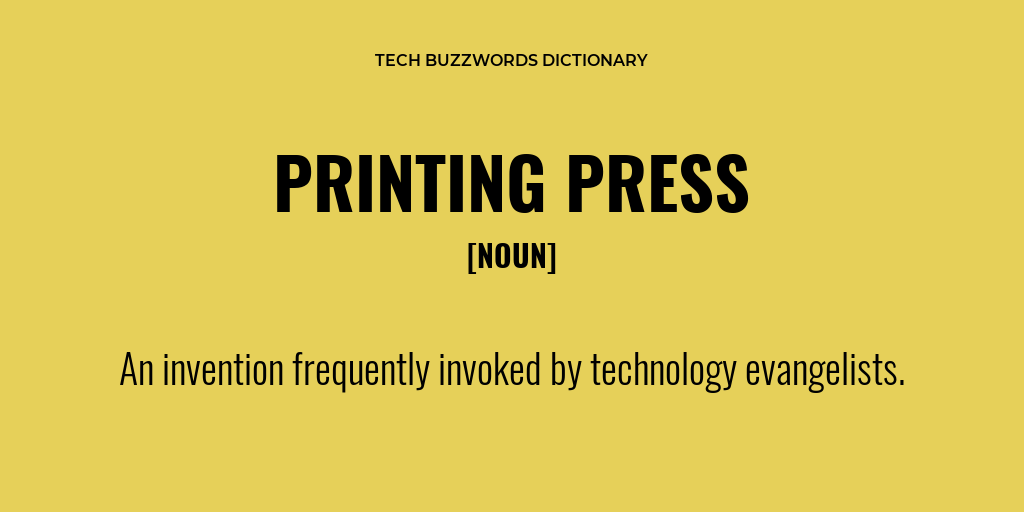 TECH BUZZWORDS DICTIONARY
PRINTING PRESS
[NOUN]
An invention frequently invoked by technology evangelists.